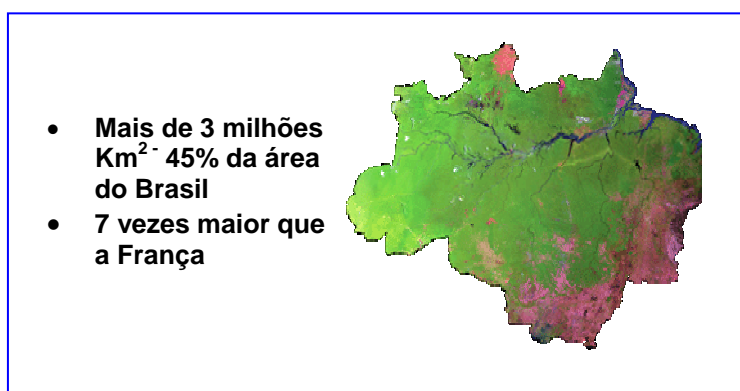 • Mais de 3 milhões
Km² - 45% da área
do Brasil
• 7 vezes maior que
a França